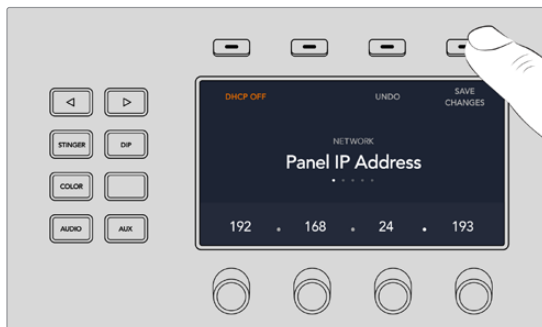 DHCP OFF
UNDO
SAVE
CHANGES
NETWORK
Panel IP Address
192 . 168 . 24 . 193
STINGER
DIP
COLOR
AUDIO
AUX